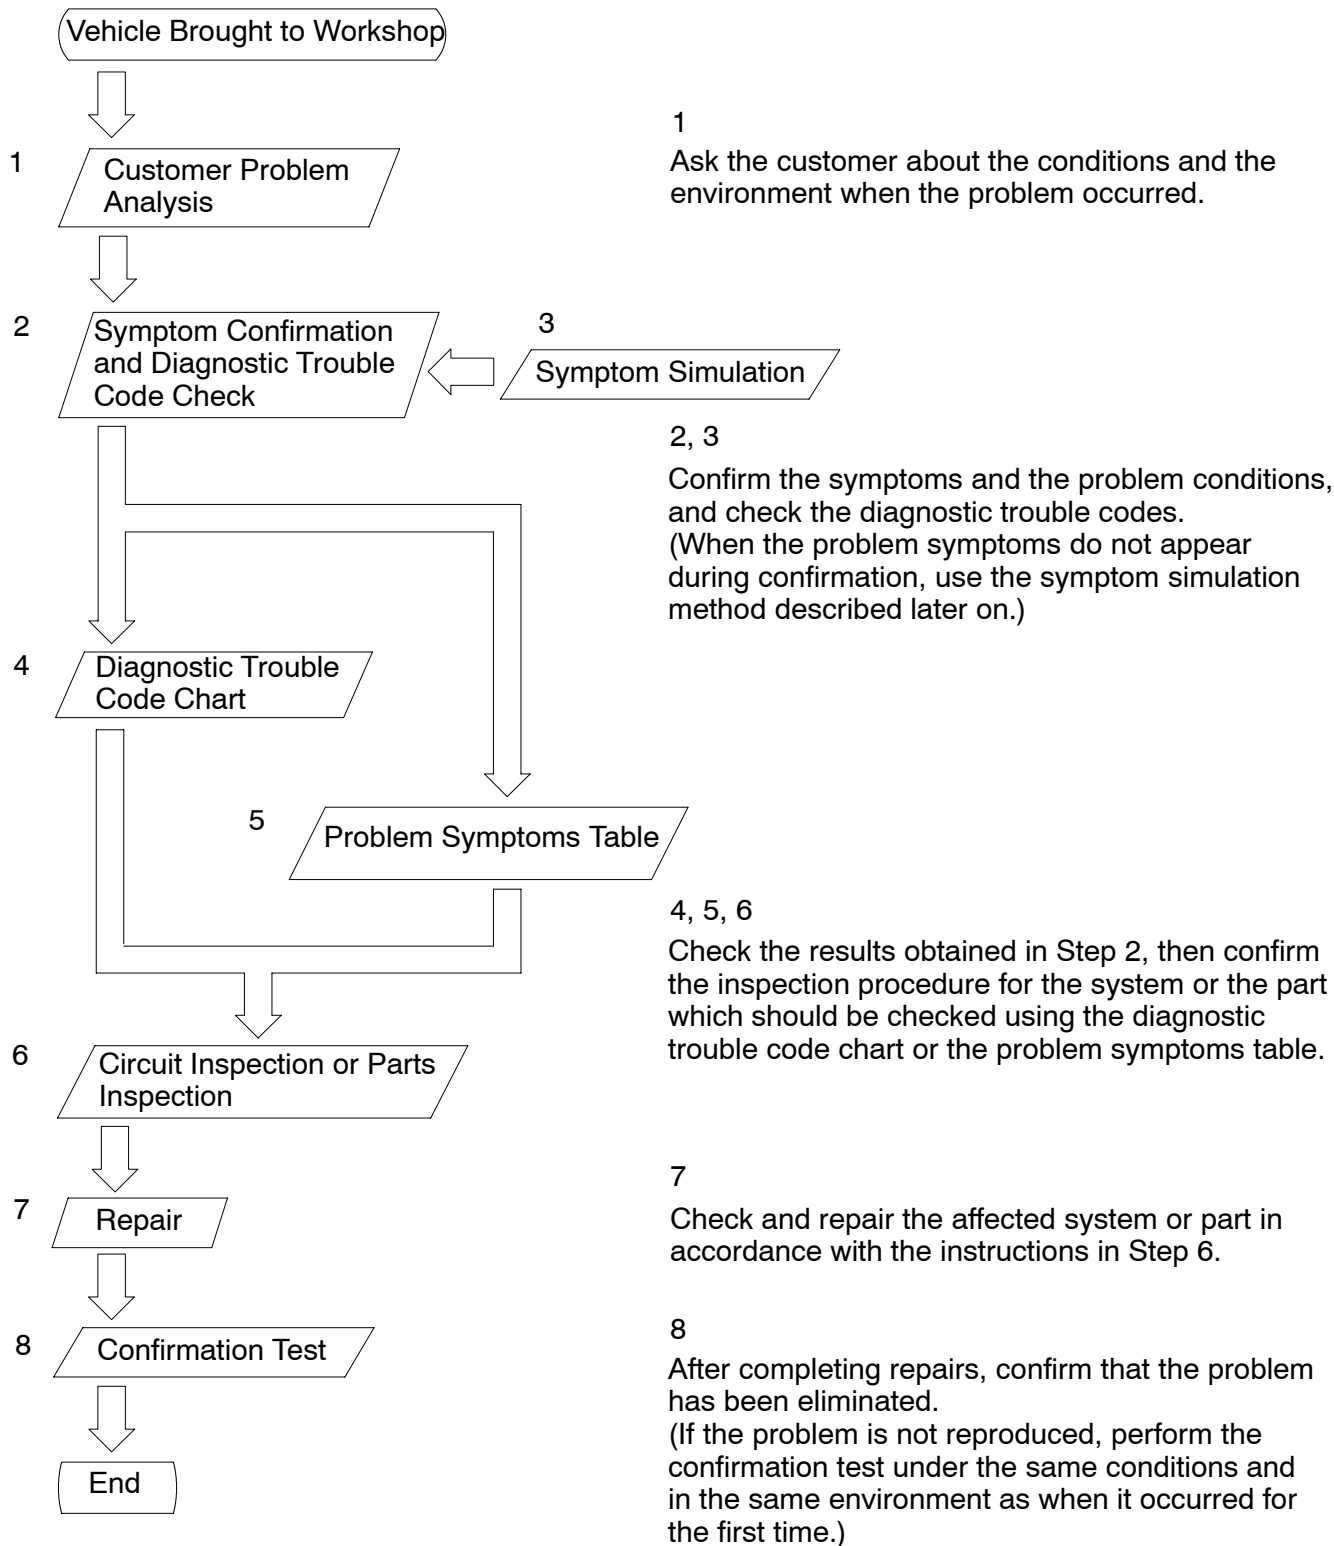 Vehicle Brought to Workshop
1
Customer Problem
Analysis
1
Ask the customer about the conditions and the
environment when the problem occurred.
2
Symptom Confirmation
and Diagnostic Trouble
Code Check
3
Symptom Simulation
2, 3
Confirm the symptoms and the problem conditions,
and check the diagnostic trouble codes.
(When the problem symptoms do not appear
during confirmation, use the symptom simulation
method described later on.)
4
Diagnostic Trouble
Code Chart
5
Problem Symptoms Table
4, 5, 6
Check the results obtained in Step 2, then confirm
the inspection procedure for the system or the part
which should be checked using the diagnostic
trouble code chart or the problem symptoms table.
6
Circuit Inspection or Parts
Inspection
7
Repair
7
Check and repair the affected system or part in
accordance with the instructions in Step 6.
8
Confirmation Test
8
After completing repairs, confirm that the problem
has been eliminated.
(If the problem is not reproduced, perform the
confirmation test under the same conditions and
in the same environment as when it occurred for
the first time.)
End